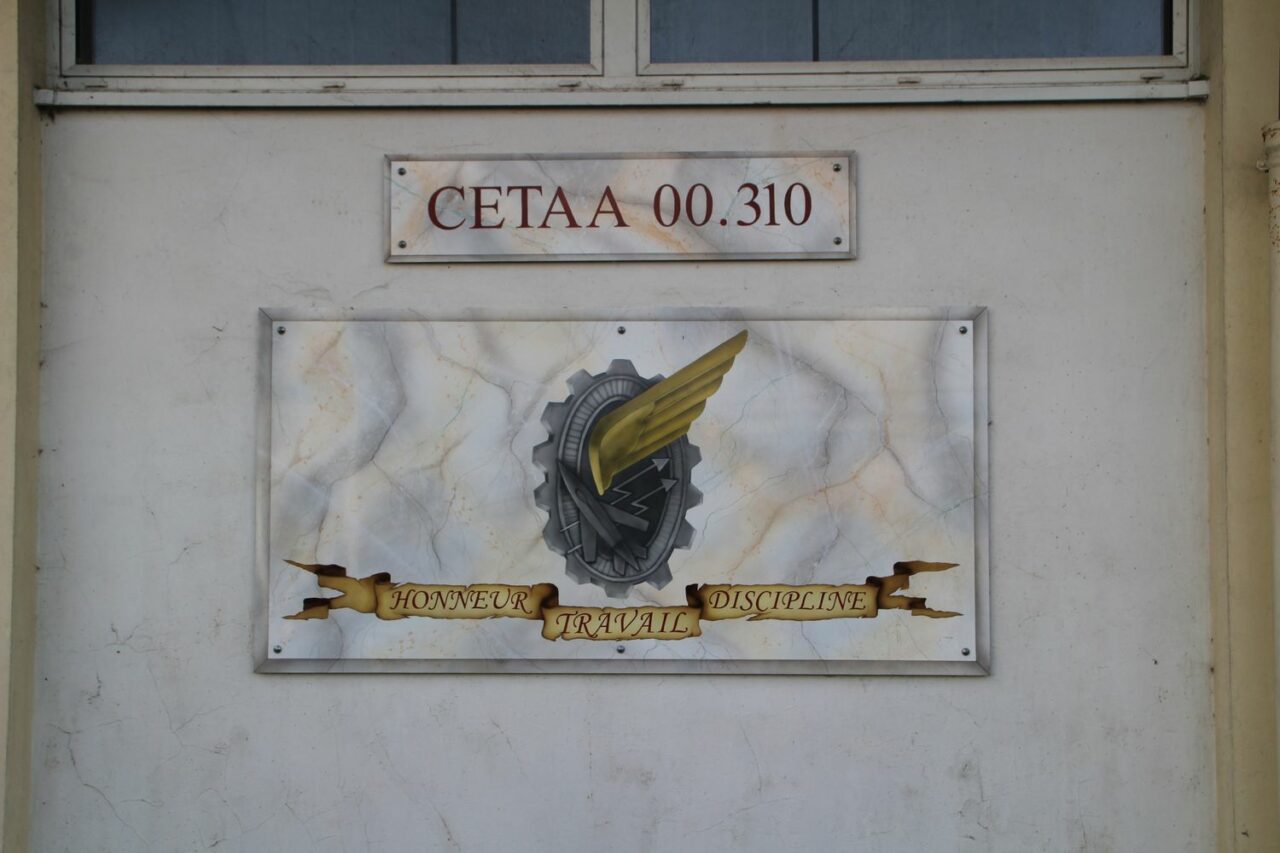 CETAA 00.310
HONNEUR TRAVAIL DISCIPLINE